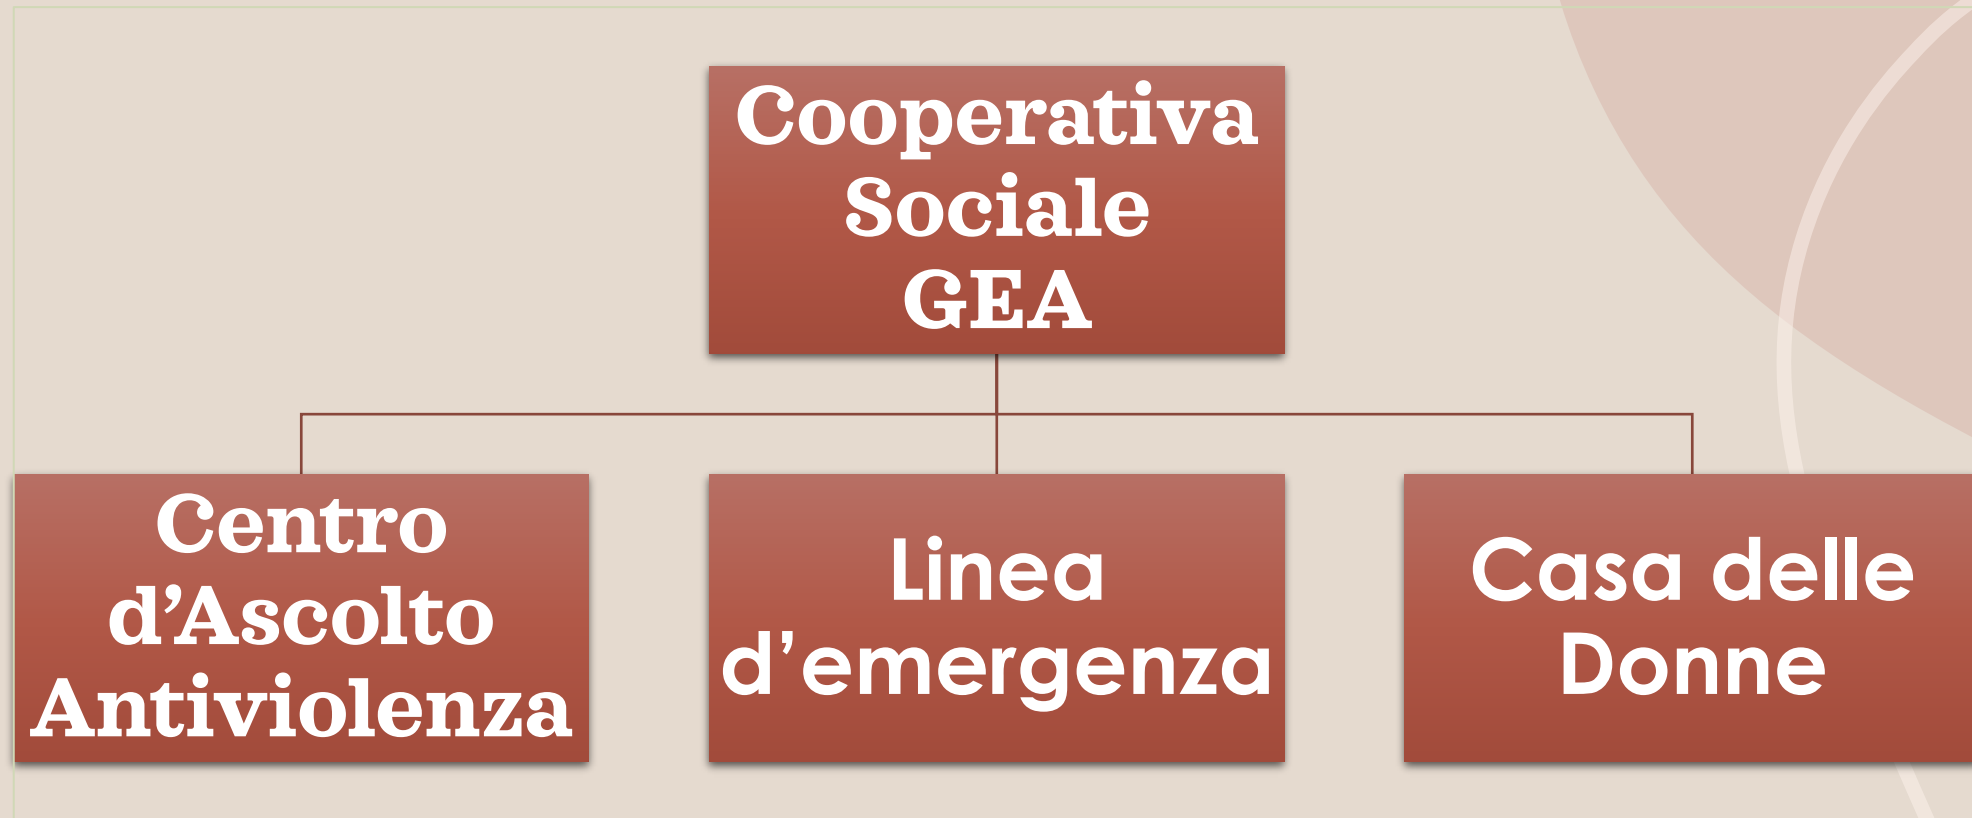 Cooperativa
Sociale
GEA
Centro
d’Ascolto
Antiviolenza
Linea
d’emergenza
Casa delle
Donne